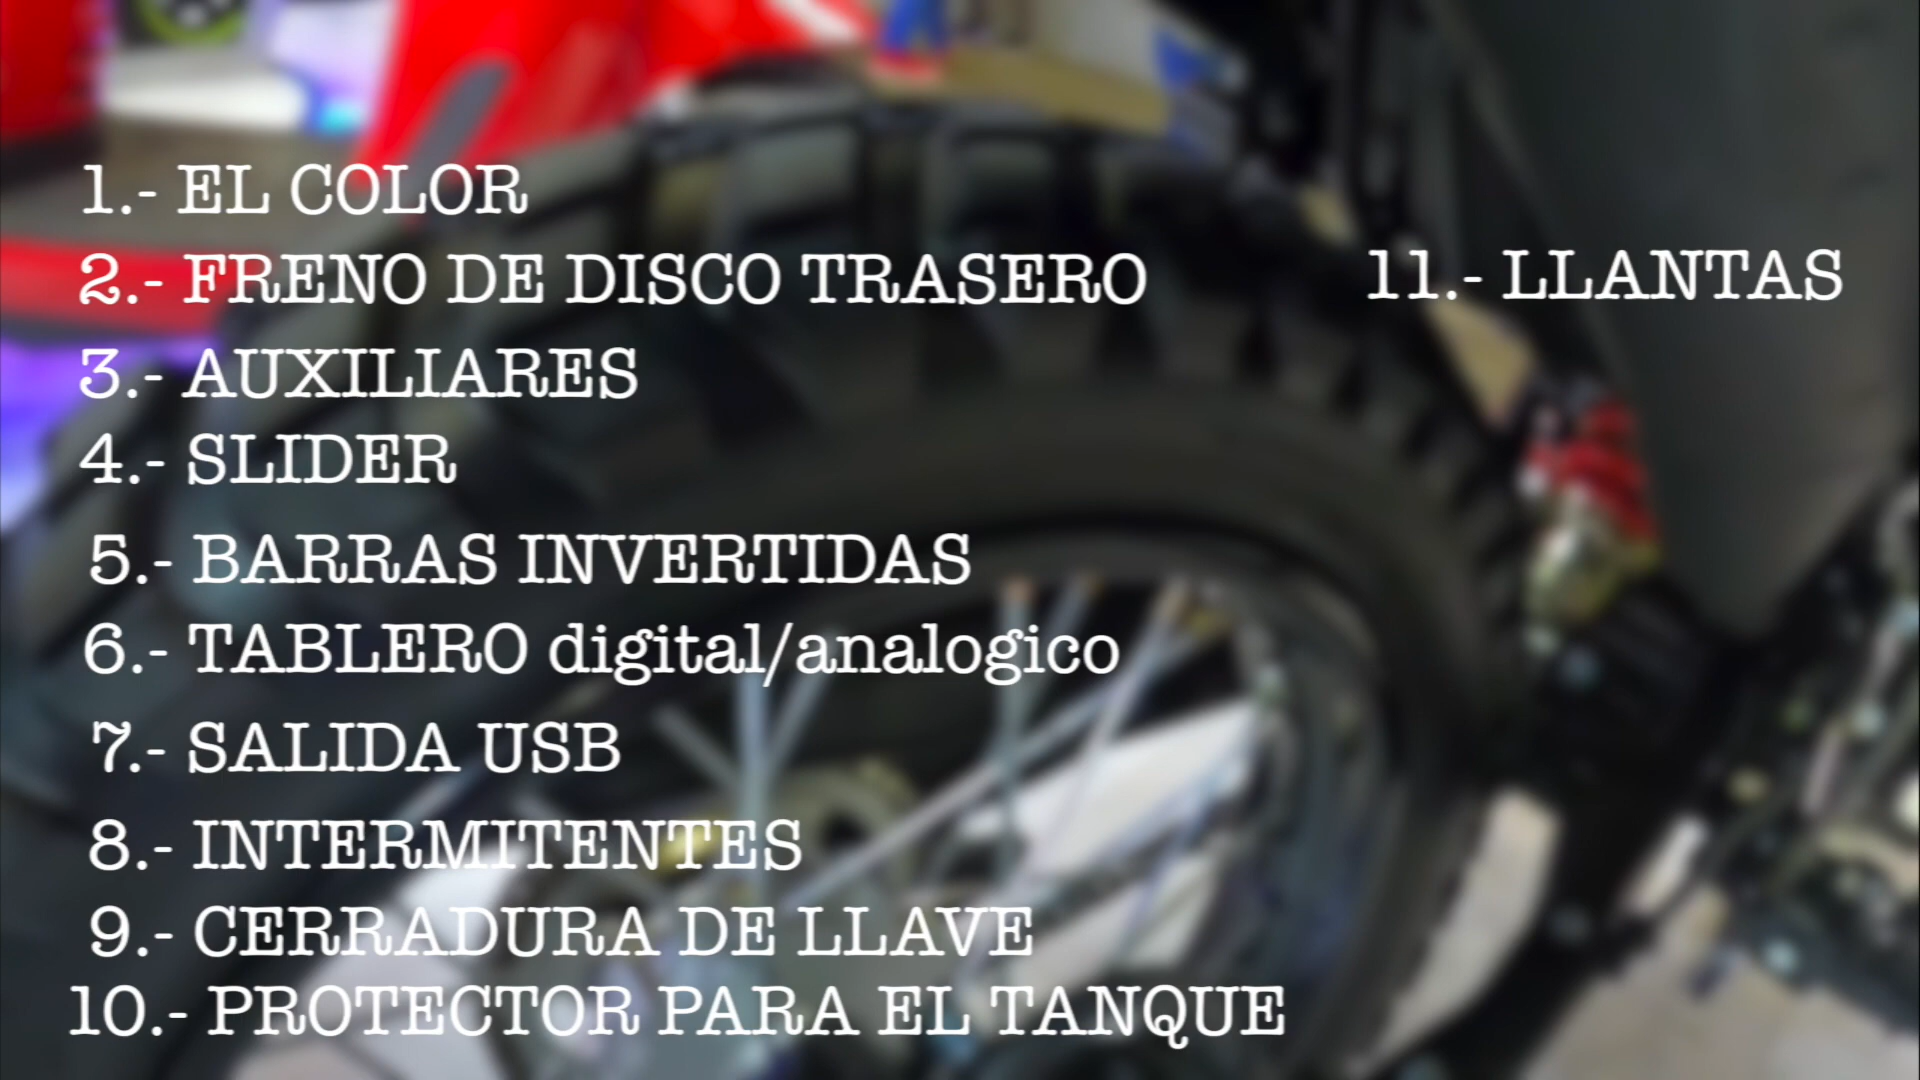 1.- EL COLOR
2.- FRENO DE DISCO TRASERO
3.- AUXILIARES
4.- SLIDER
5.- BARRAS INVERTIDAS
6.- TABLERO digital/analogico
7.- SALIDA USB
8.- INTERMITENTES
9.- CERRADURA DE LLAVE
10.- PROTECTOR PARA EL TANQUE
11.- LLANTAS